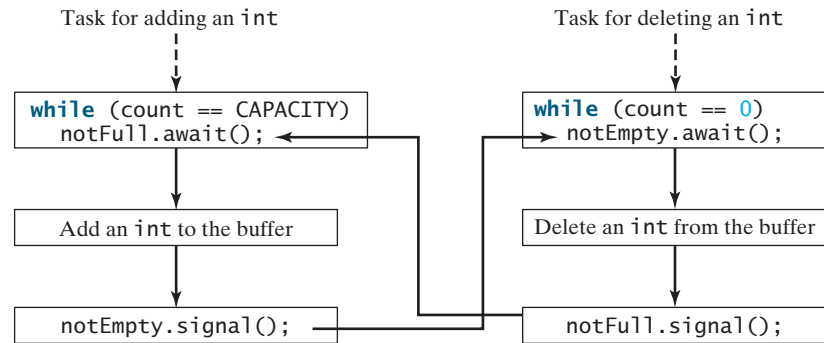 Task for adding an int
while (count == CAPACITY)
notFull.await();
Add an int to the buffer
notEmpty.signal();
Task for deleting an int
while (count == 0)
notEmpty.await();
Delete an int from the buffer
notFull.signal();